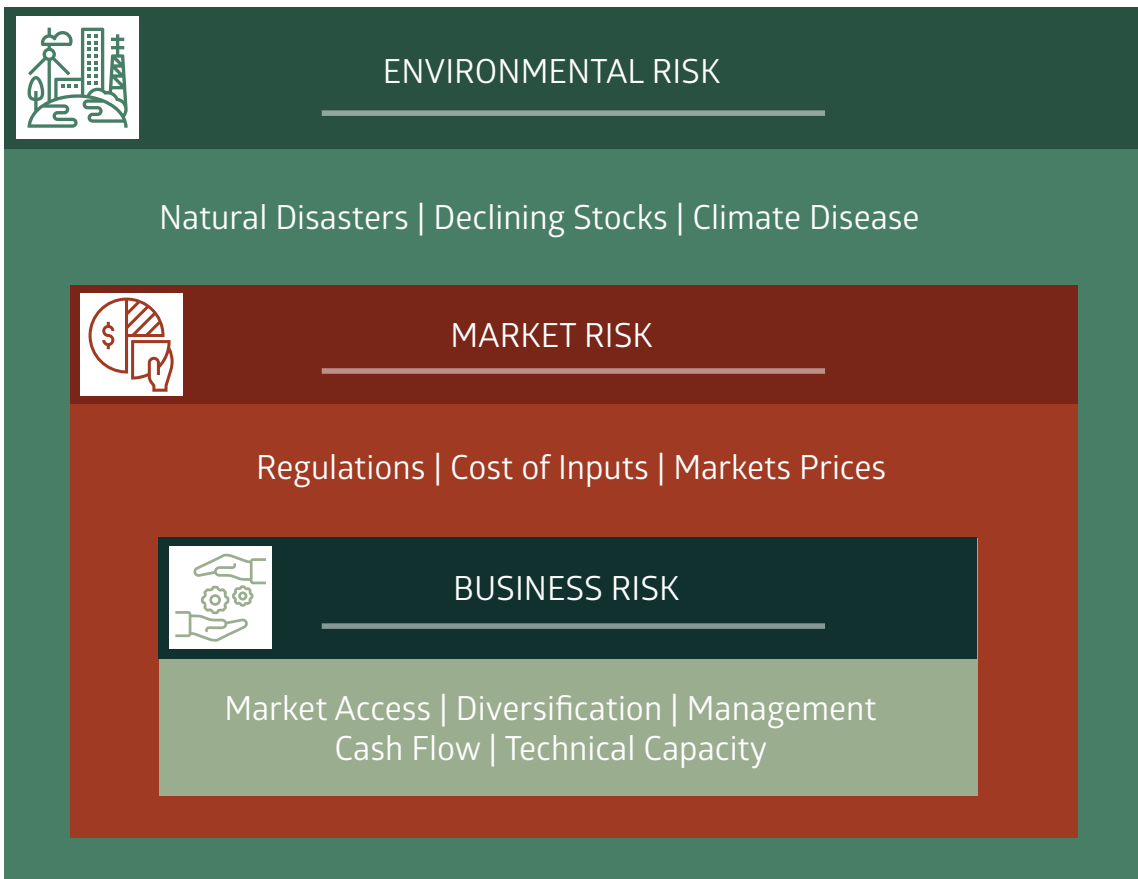 ENVIRONMENTAL RISK
Natural Disasters | Declining Stocks | Climate Disease
$
MARKET RISK
Regulations | Cost of Inputs | Markets Prices
BUSINESS RISK
Market Access | Diversification | Management
Cash Flow | Technical Capacity